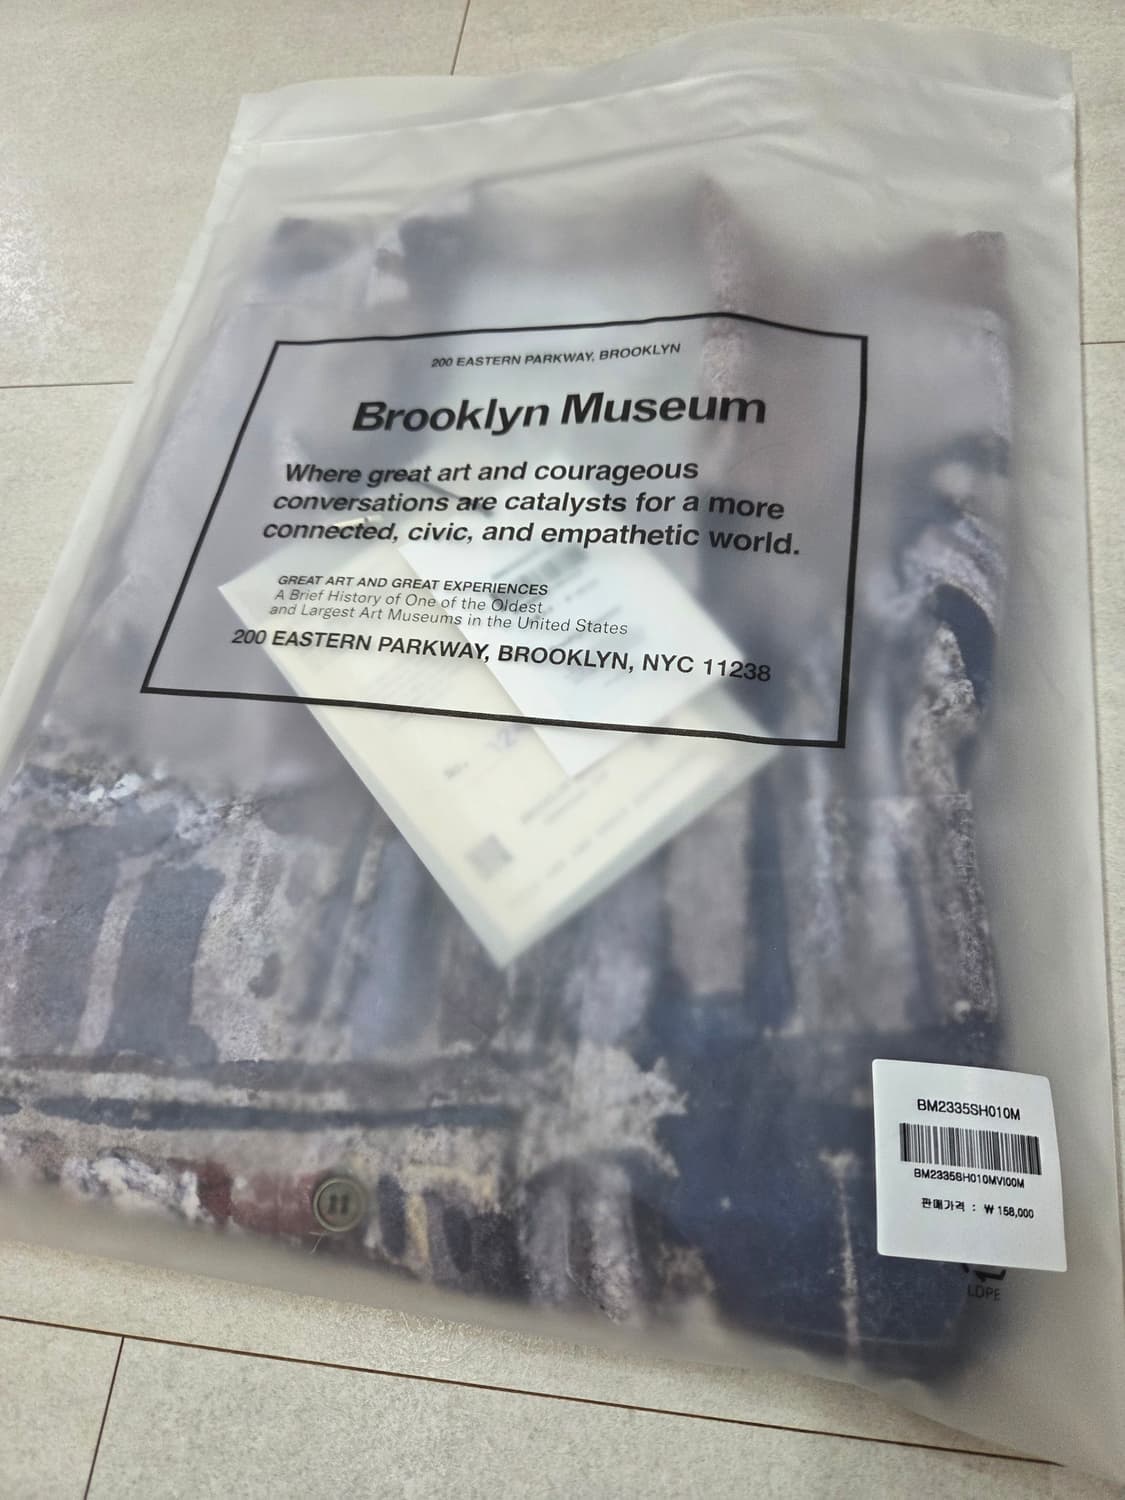 200 EASTERN PARKWAY, BROOKLYN
Brooklyn Museum
Where great art and courageous
conversations are catalysts for a more
connected, civic, and empathetic world.
GREAT ART AND GREAT EXPERIENCES
A Brief History of One of the Oldest
and Largest Art Museums in the United States
200 EASTERN PARKWAY, BROOKLYN, NYC 11238
BM2335SH010M
BM2335SH010MVI00M
판매가격 : ₩ 158,000
LDPE